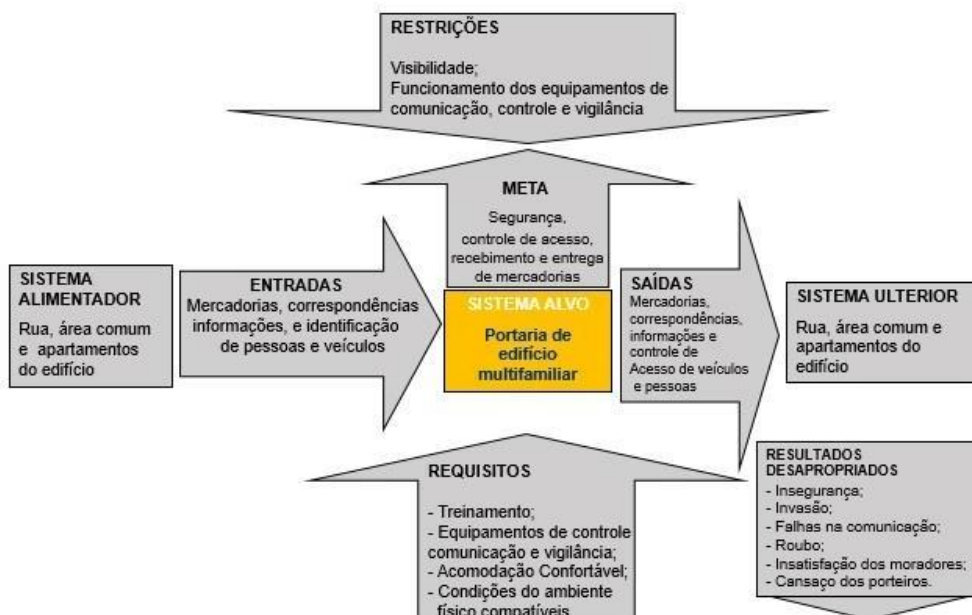 RESTRIÇÕES
Visibilidade;
Funcionamento dos equipamentos de
comunicação, controle e vigilância
META
Segurança,
controle de acesso,
recebimento e entrega
de mercadorias
SISTEMA
ALIMENTADOR
Rua, área comum
e apartamentos
do edifício
ENTRADAS
Mercadorias, correspondências
informações, e identificação
de pessoas e veículos
SISTEMA ALVO
Portaria de
edifício
multifamiliar
SAÍDAS
Mercadorias,
correspondências,
informações e
controle de
Acesso de veículos
e pessoas
SISTEMA ULTERIOR
Rua, área comum e
apartamentos do
edifício
REQUISITOS
- Treinamento;
- Equipamentos de controle
comunicação e vigilância;
- Acomodação Confortável;
- Condições do ambiente
físico compatíveis
RESULTADOS
DESAPROPRIADOS
- Insegurança;
- Invasão;
- Falhas na comunicação;
- Roubo;
- Insatisfação dos moradores;
- Cansaço dos porteiros.